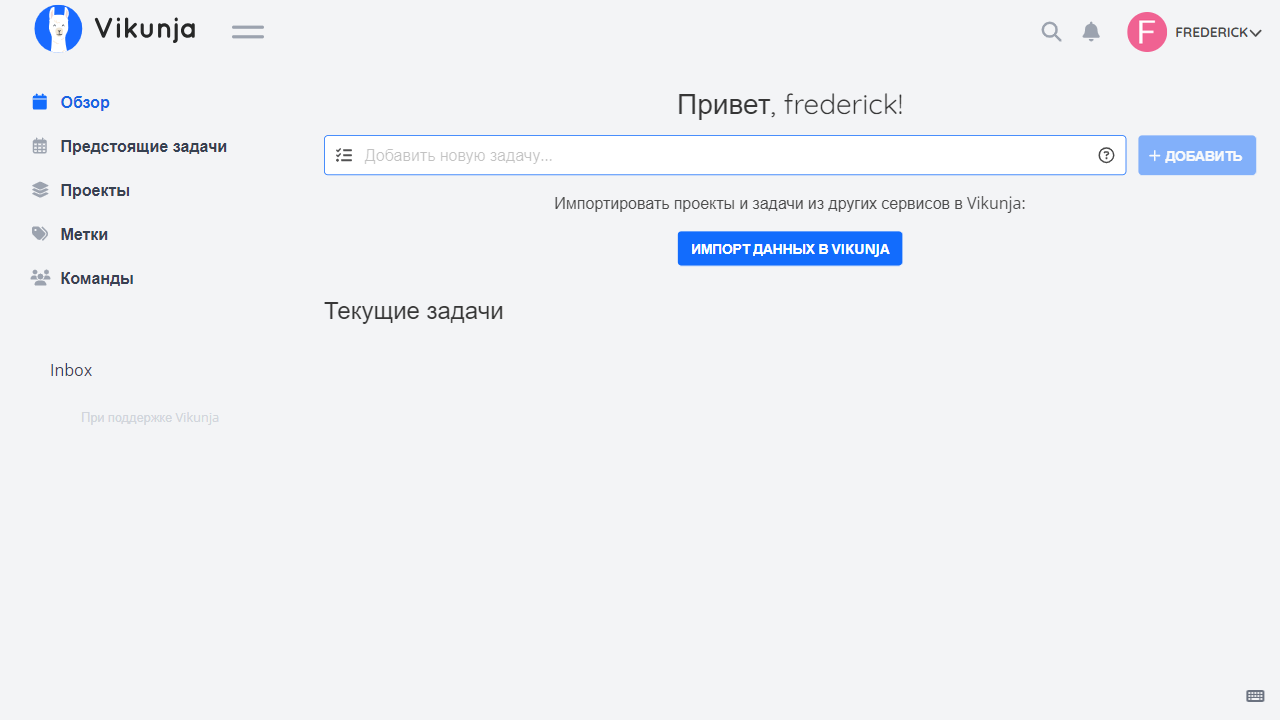 Vikunja
F FREDERICK
Обзор
Предстоящие задачи
Проекты
Метки
Команды
Inbox
При поддержке Vikunja
Привет, frederick!
Добавить новую задачу...
+ ДОБАВИТЬ
Импортировать проекты и задачи из других сервисов в Vikunja:
ИМПОРТ ДАННЫХ В VIKUNJA
Текущие задачи